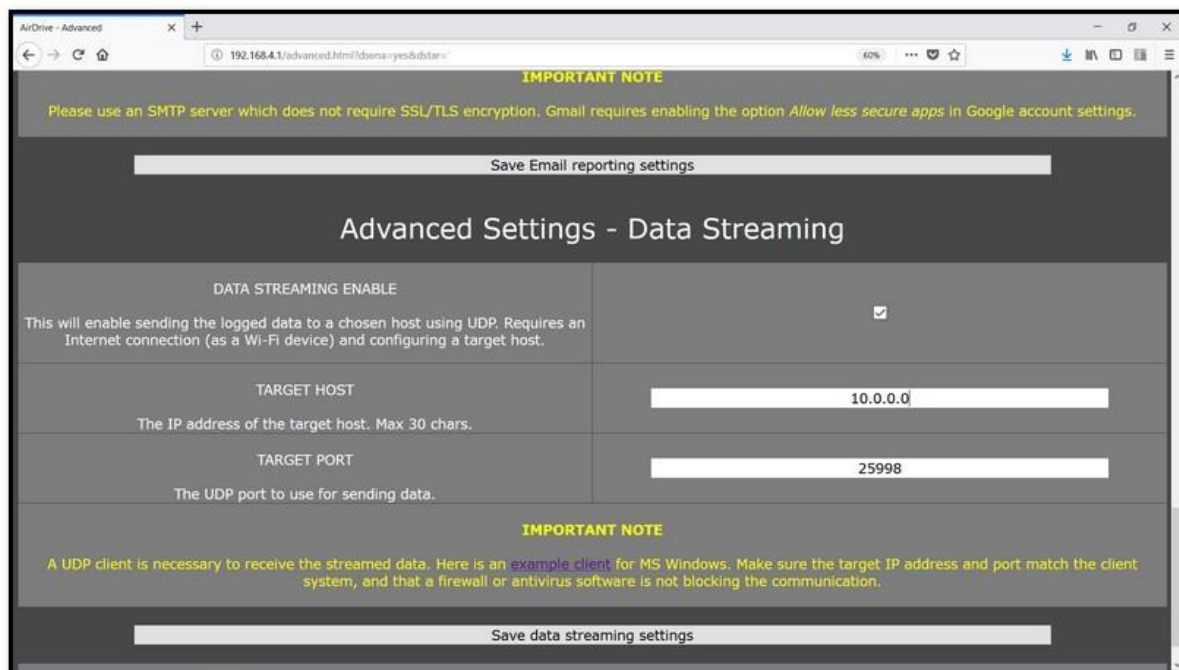 AirDrive - Advanced
192.168.4.1/advanced.html?dsena=yes&dstar=
60%
IMPORTANT NOTE
Please use an SMTP server which does not require SSL/TLS encryption. Gmail requires enabling the option Allow less secure apps in Google account settings.
Save Email reporting settings
Advanced Settings - Data Streaming
DATA STREAMING ENABLE
This will enable sending the logged data to a chosen host using UDP. Requires an
Internet connection (as a Wi-Fi device) and configuring a target host.
TARGET HOST
The IP address of the target host. Max 30 chars.
10.0.0.0
TARGET PORT
The UDP port to use for sending data.
25998
IMPORTANT NOTE
A UDP client is necessary to receive the streamed data. Here is an example client for MS Windows. Make sure the target IP address and port match the client
system, and that a firewall or antivirus software is not blocking the communication.
Save data streaming settings